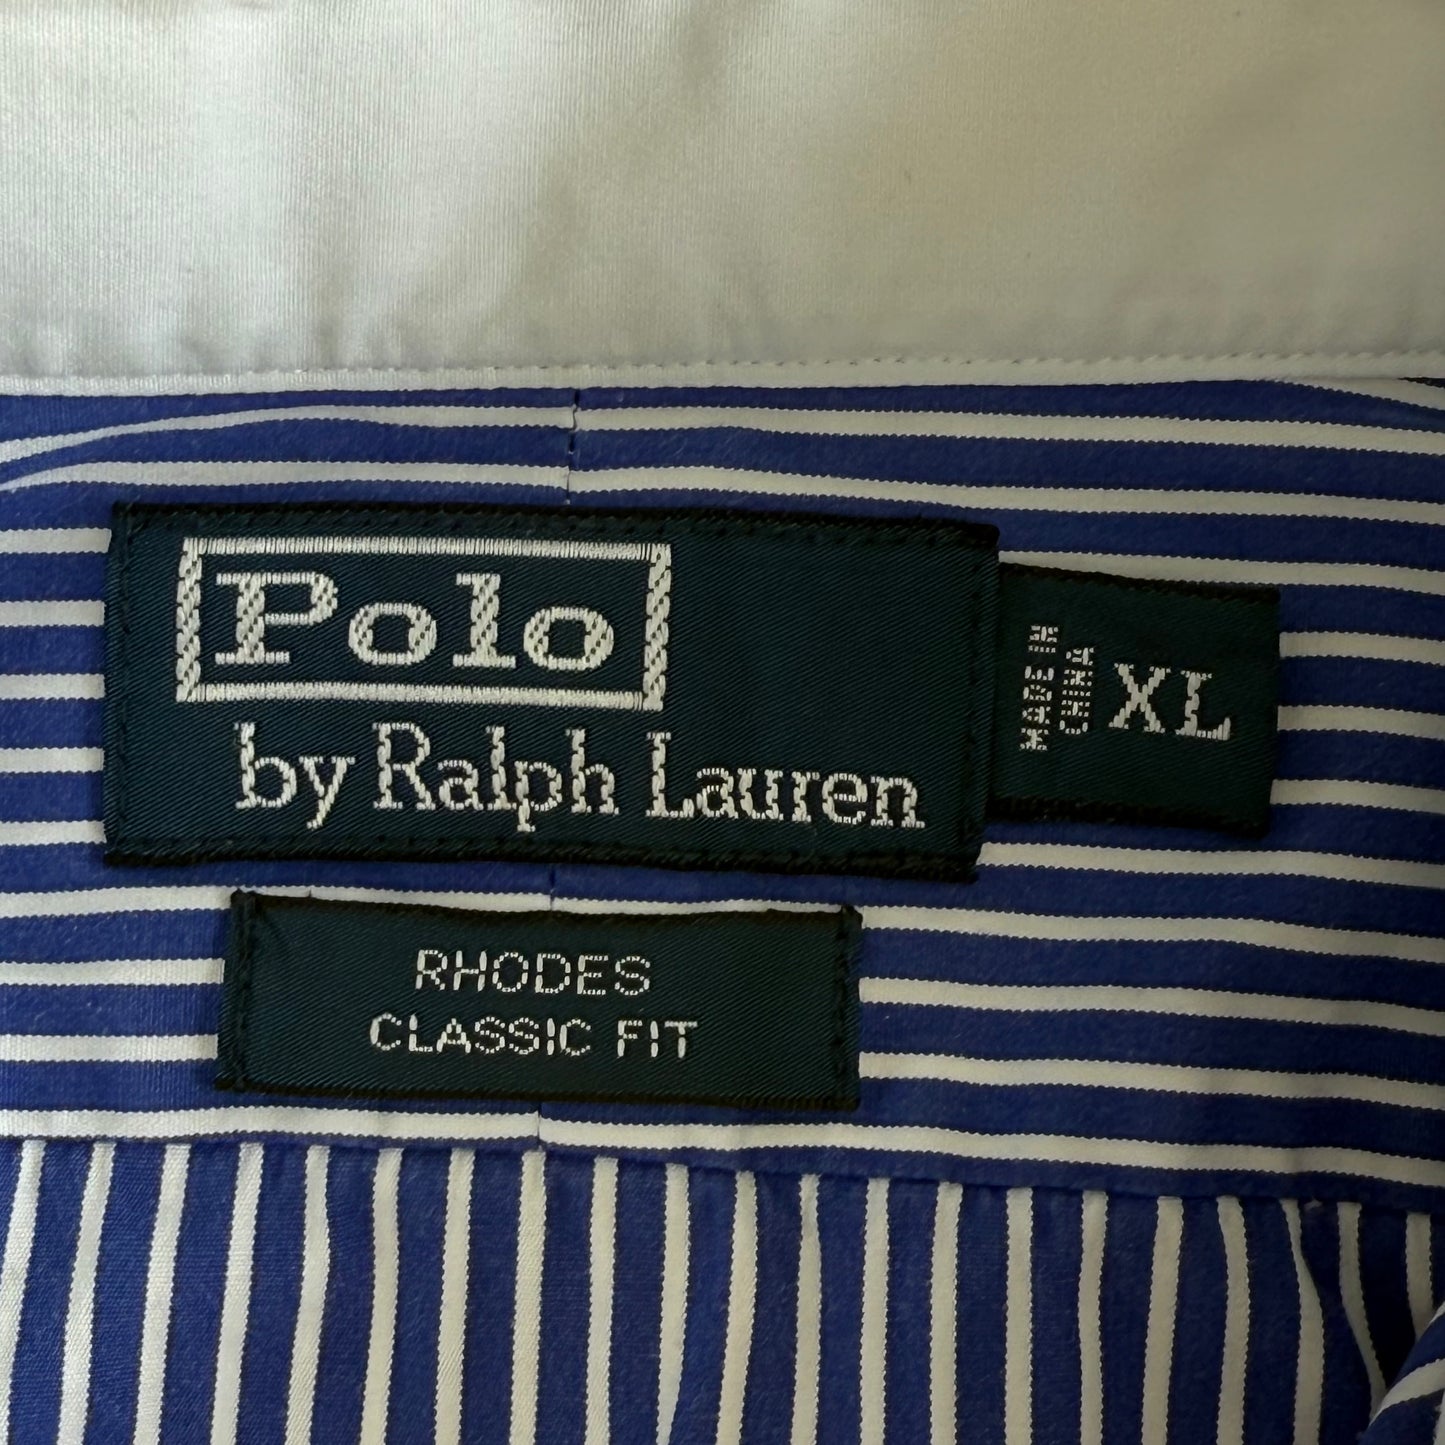 Polo
by Ralph Lauren
MADE IN
CHINA
XL
RHODES
CLASSIC FIT